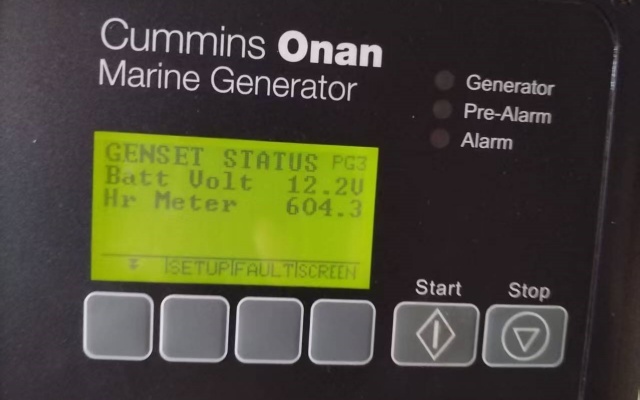 Cummins Onan
Marine Generator
Generator
Pre-Alarm
Alarm
GENSET STATUS PG3
Batt Volt 12.2V
Hr Meter 604.3
SETUP|FAULT|SCREEN
Start Stop